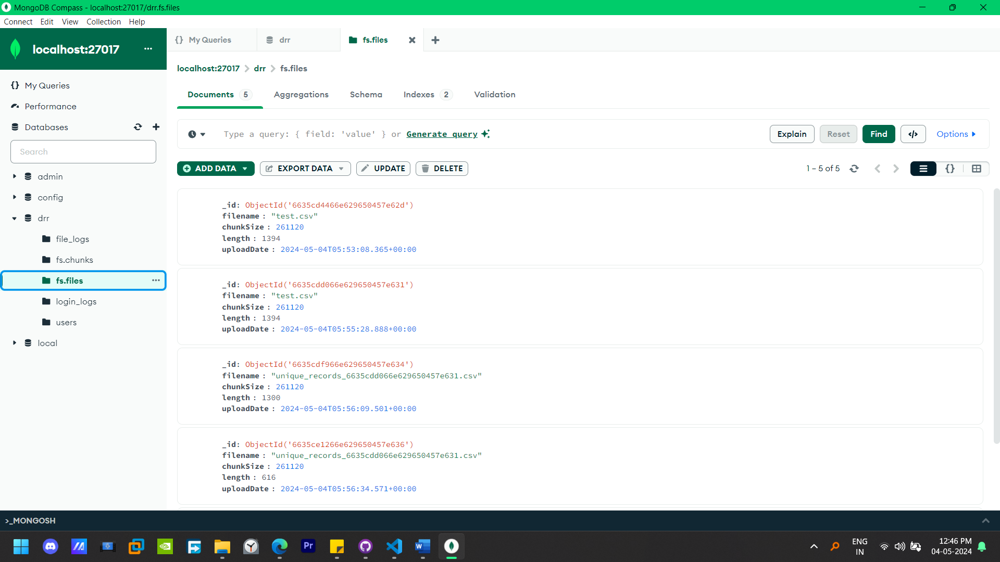 MongoDB Compass - localhost:27017/drr.fs.files
Connect Edit View Collection Help
localhost:27017
My Queries
drr
fs.files
My Queries
Performance
Databases
Search
admin
config
drr
file_logs
fs.chunks
fs.files
login_logs
users
local
localhost:27017 > drr > fs.files
Documents 5 Aggregations Schema Indexes 2 Validation
Type a query: { field: 'value' } or Generate query
Explain Reset Find </> Options
ADD DATA EXPORT DATA UPDATE DELETE
1 – 5 of 5
_id: ObjectId('6635cd4466e629650457e62d')
filename : "test.csv"
chunkSize : 261120
length : 1394
uploadDate : 2024-05-04T05:53:08.365+00:00
_id: ObjectId('6635cdd066e629650457e631')
filename : "test.csv"
chunkSize : 261120
length : 1394
uploadDate : 2024-05-04T05:55:28.888+00:00
_id: ObjectId('6635cdf966e629650457e634')
filename : "unique_records_6635cdd066e629650457e631.csv"
chunkSize : 261120
length : 1300
uploadDate : 2024-05-04T05:56:09.501+00:00
_id: ObjectId('6635ce1266e629650457e636')
filename : "unique_records_6635cdd066e629650457e631.csv"
chunkSize : 261120
length : 616
uploadDate : 2024-05-04T05:56:34.571+00:00
>_MONGOSH
Pr
W
ENG
IN
12:46 PM
04-05-2024